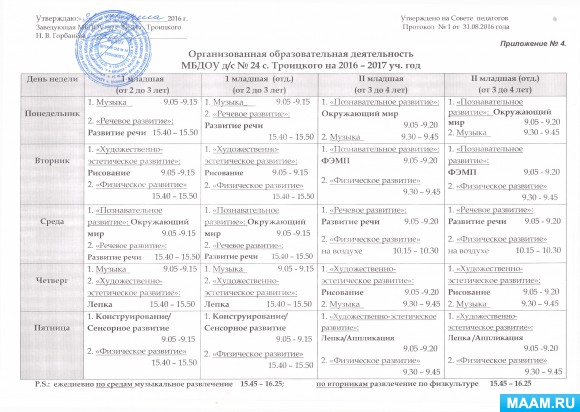 Утверждаю: 2016 г.
Утверждено на Совете педагогов
Заведующая МБДОУ Троицкого
Протокол № 1 от 31.08.2016 года
Н. В. Горбань
Приложение № 4.
Организованная образовательная деятельность
МБДОУ д/с № 24 с. Троицкого на 2016 – 2017 уч. год
День недели
I младшая
(от 2 до 3 лет)
I младшая (отд.)
(от 2 до 3 лет)
II младшая
(от 3 до 4 лет)
II младшая (отд.)
(от 3 до 4 лет)
Понедельник
1. Музыка 9.05 -9.15
2. «Речевое развитие»:
Развитие речи 15.40 – 15.50
1. Музыка 9.05 -9.15
2. «Речевое развитие»:
Развитие речи
15.40 – 15.50
1. «Познавательное развитие»:
Окружающий мир
9.05 -9.20
2. Музыка 9.30 – 9.45
1. «Познавательное
развитие»: Окружающий
мир 9.05 -9.20
2. Музыка 9.30 – 9.45
Вторник
1. «Художественно-
эстетическое развитие»:
Рисование 9.05 -9.15
2. «Физическое развитие»
15.40 – 15.50
1. «Художественно-
эстетическое развитие»:
Рисование 9.05 -9.15
2. «Физическое развитие»
15.40 – 15.50
1. «Познавательное развитие»:
ФЭМП 9.05 -9.20
2. «Физическое развитие»
9.30 – 9.45
1. «Познавательное
развитие»:
ФЭМП 9.05 -9.20
2. «Физическое развитие»
9.30 – 9.45
Среда
1. «Познавательное
развитие»: Окружающий
мир 9.05 -9.15
2. «Речевое развитие»:
Развитие речи 15.40 – 15.50
1. «Познавательное
развитие»: Окружающий
мир 9.05 -9.15
2. «Речевое развитие»:
Развитие речи 15.40 – 15.50
1. «Речевое развитие»:
Развитие речи 9.05 -9.20
2. «Физическое развитие»
на воздухе 10.15 – 10.30
1. «Речевое развитие»:
Развитие речи 9.05 -9.20
2. «Физическое развитие»
на воздухе 10.15 – 10.30
Четверг
1. Музыка 9.05 -9.15
2. «Художественно-
эстетическое развитие»:
Лепка 15.40 – 15.50
1. Музыка 9.05 -9.15
2. «Художественно-
эстетическое развитие»:
Лепка 15.40 – 15.50
1. «Художественно-
эстетическое развитие»:
Рисование 9.05 -9.20
2. Музыка 9.30 – 9.45
1. «Художественно-
эстетическое развитие»:
Рисование 9.05 -9.20
2. Музыка 9.30 – 9.45
Пятница
1. Конструирование/
Сенсорное развитие
9.05 -9.15
2. «Физическое развитие»
15.40 – 15.50
1. Конструирование/
Сенсорное развитие
9.05 -9.15
2. «Физическое развитие»
15.40 – 15.50
1. «Художественно-
эстетическое развитие»:
Лепка/Аппликация
9.05 -9.20
2. «Физическое развитие»
9.30 – 9.45
1. «Художественно-
эстетическое развитие»:
Лепка /Аппликация
9.05 -9.20
2. «Физическое развитие»
9.30 – 9.45
P.S.: ежедневно по средам музыкальное развлечение 15.45 – 16.25; по вторникам развлечение по физкультуре 15.45 – 16.25
MAAM.RU